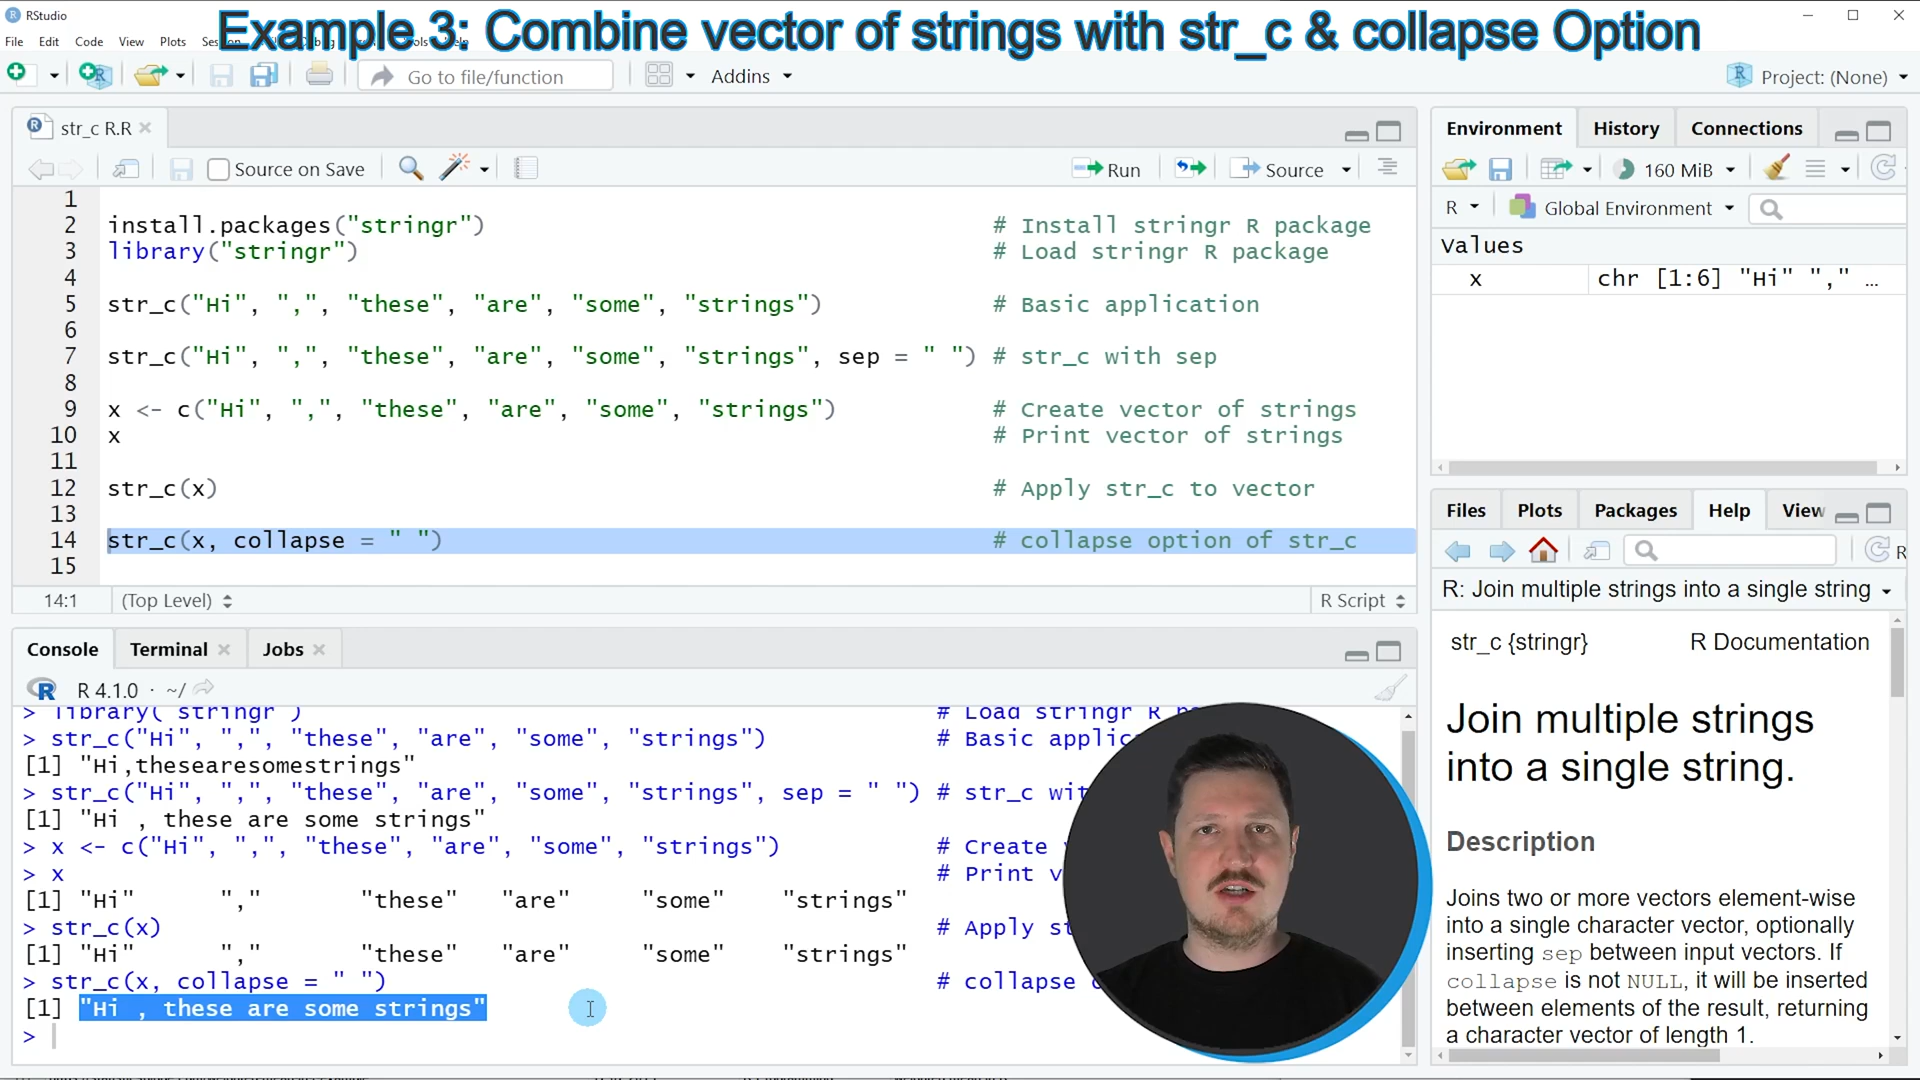 RStudio
Example 3: Combine vector of strings with str_c & collapse Option
File Edit Code View Plots
Go to file/function
Addins
Project: (None)
str_c R.R
Source on Save
Run
Source
1
2 install.packages("stringr") # Install stringr R package
3 library("stringr") # Load stringr R package
4
5 str_c("Hi", ",", "these", "are", "some", "strings") # Basic application
6
7 str_c("Hi", ",", "these", "are", "some", "strings", sep = " ") # str_c with sep
8
9 x <- c("Hi", ",", "these", "are", "some", "strings") # Create vector of strings
10 x # Print vector of strings
11
12 str_c(x) # Apply str_c to vector
13
14 str_c(x, collapse = " ") # collapse option of str_c
15
14:1 (Top Level) R Script
Console Terminal Jobs
R 4.1.0 · ~/
> library( stringr ) # Load stringr R
> str_c("Hi", ",", "these", "are", "some", "strings") # Basic applic
[1] "Hi,thesearesomestrings"
> str_c("Hi", ",", "these", "are", "some", "strings", sep = " ") # str_c wit
[1] "Hi , these are some strings"
> x <- c("Hi", ",", "these", "are", "some", "strings") # Create
> x # Print v
[1] "Hi" "," "these" "are" "some" "strings"
> str_c(x) # Apply st
[1] "Hi" "," "these" "are" "some" "strings"
> str_c(x, collapse = " ") # collapse
[1] "Hi , these are some strings"
>
Environment History Connections
160 MiB
R Global Environment
Values
x chr [1:6] "Hi" "," …
Files Plots Packages Help View
R
R: Join multiple strings into a single string
str_c {stringr} R Documentation
Join multiple strings
into a single string.
Description
Joins two or more vectors element-wise
into a single character vector, optionally
inserting sep between input vectors. If
collapse is not NULL, it will be inserted
between elements of the result, returning
a character vector of length 1.